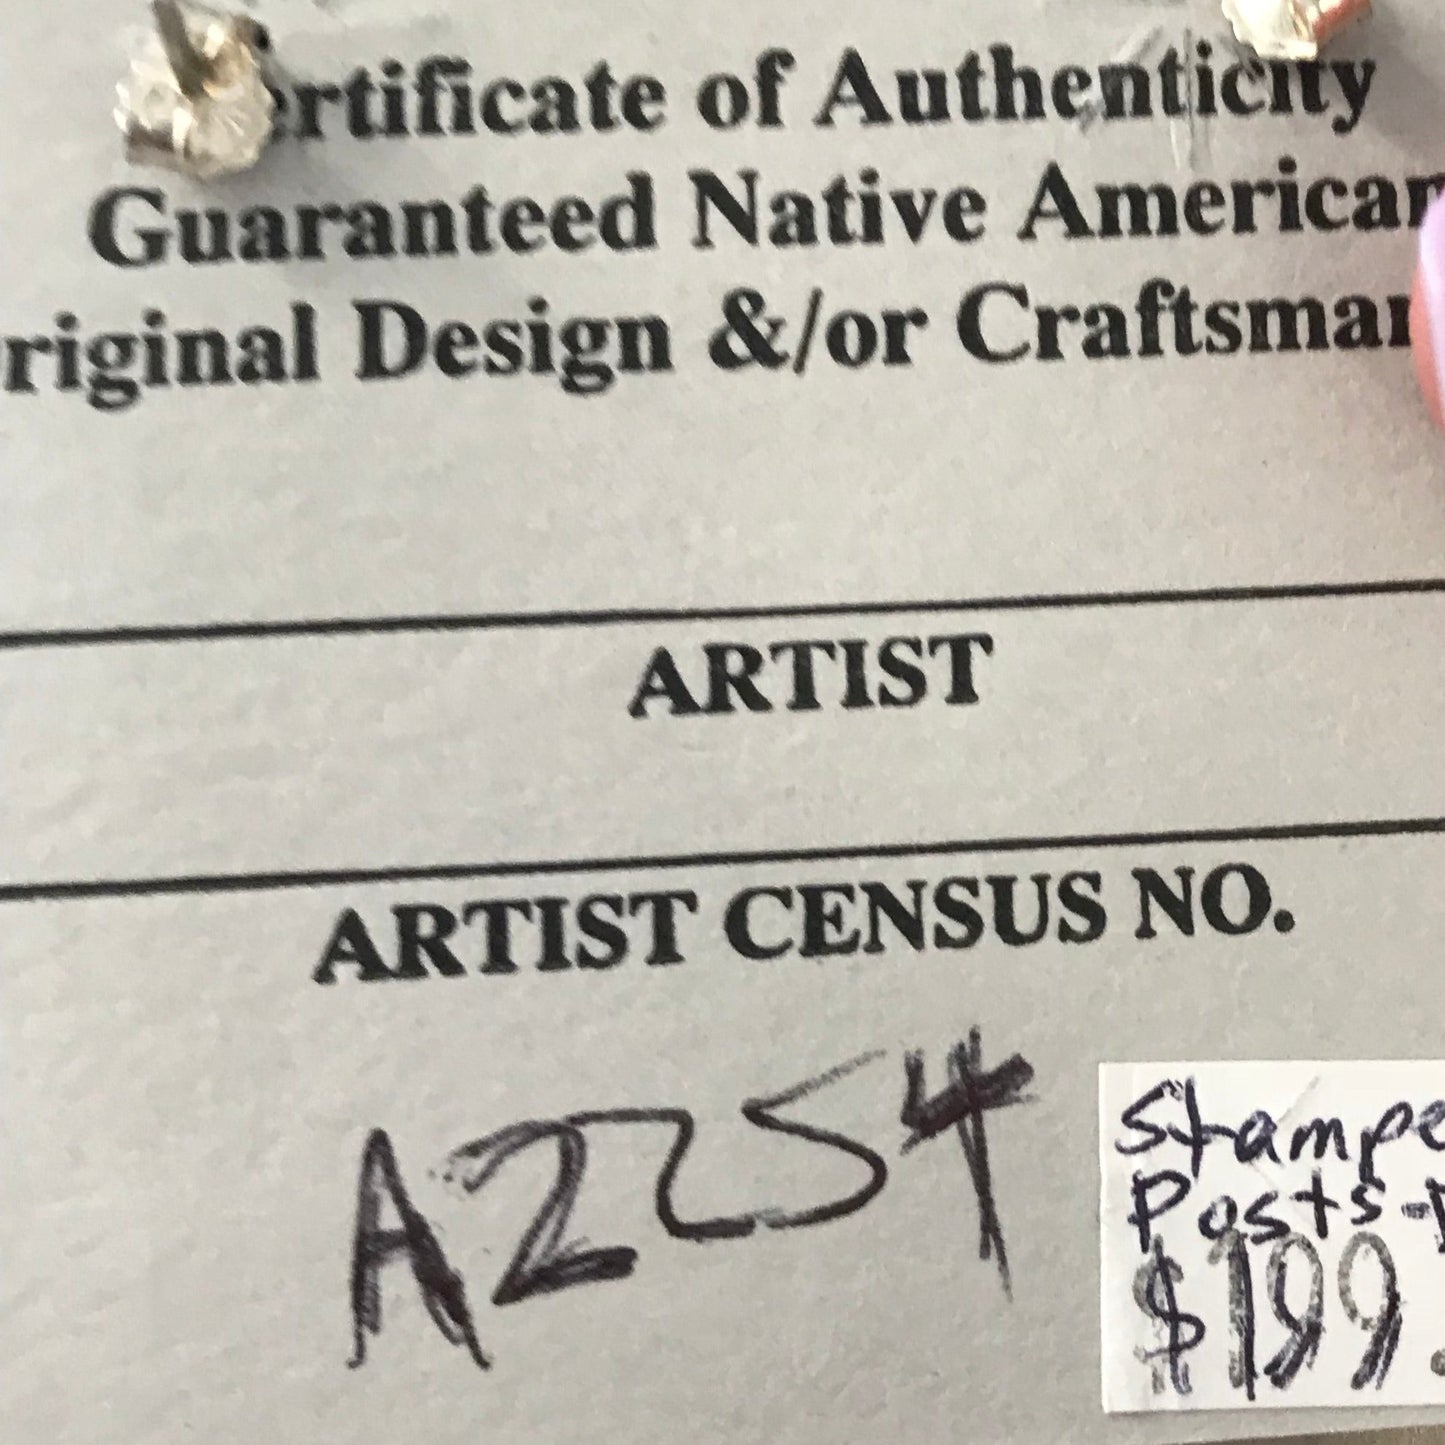 ertificate of Authenticity
Guaranteed Native American
riginal Design &/or Craftsman
ARTIST
ARTIST CENSUS NO.
A2254
Stampe
Posts-
$199.